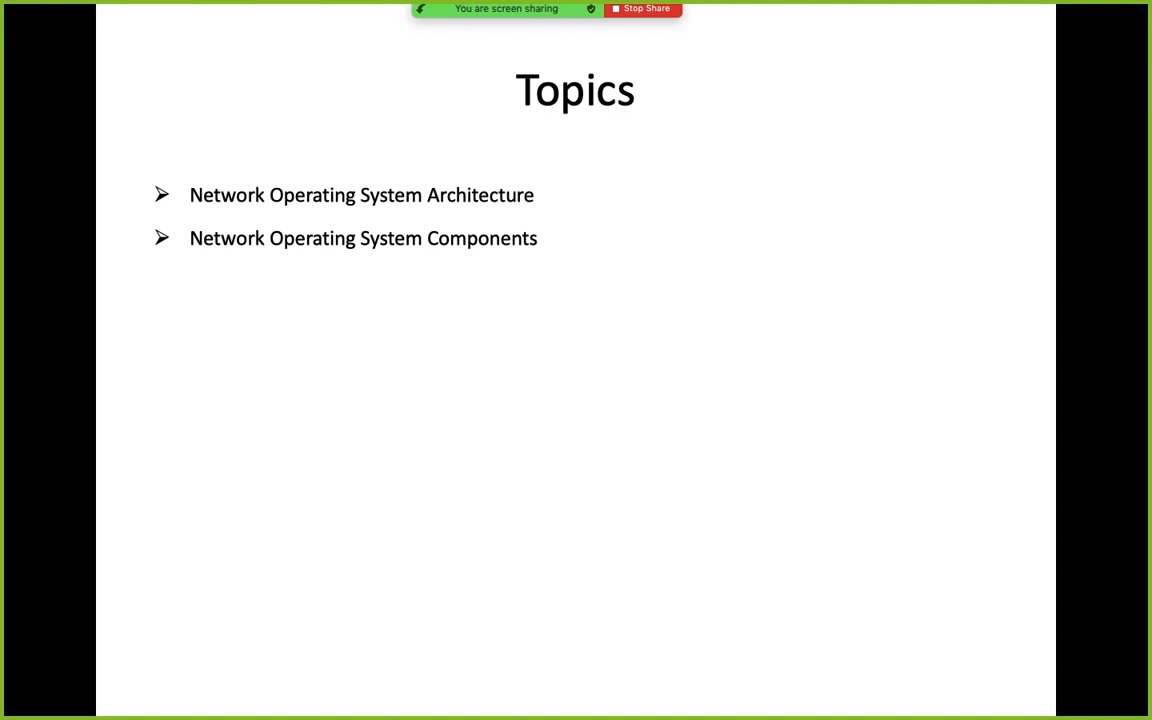 You are screen sharing Stop Share
Topics
Network Operating System Architecture
Network Operating System Components